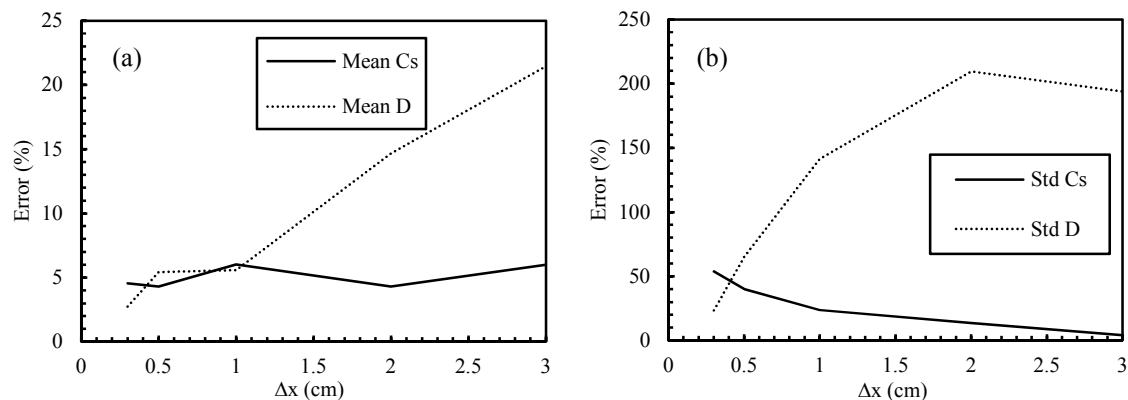 (a)
Mean Cs
Mean D
Error (%)
25
20
15
10
5
0
0 0.5 1 1.5 2 2.5 3
Δx (cm)
(b)
Std Cs
Std D
Error (%)
250
200
150
100
50
0
0 0.5 1 1.5 2 2.5 3
Δx (cm)